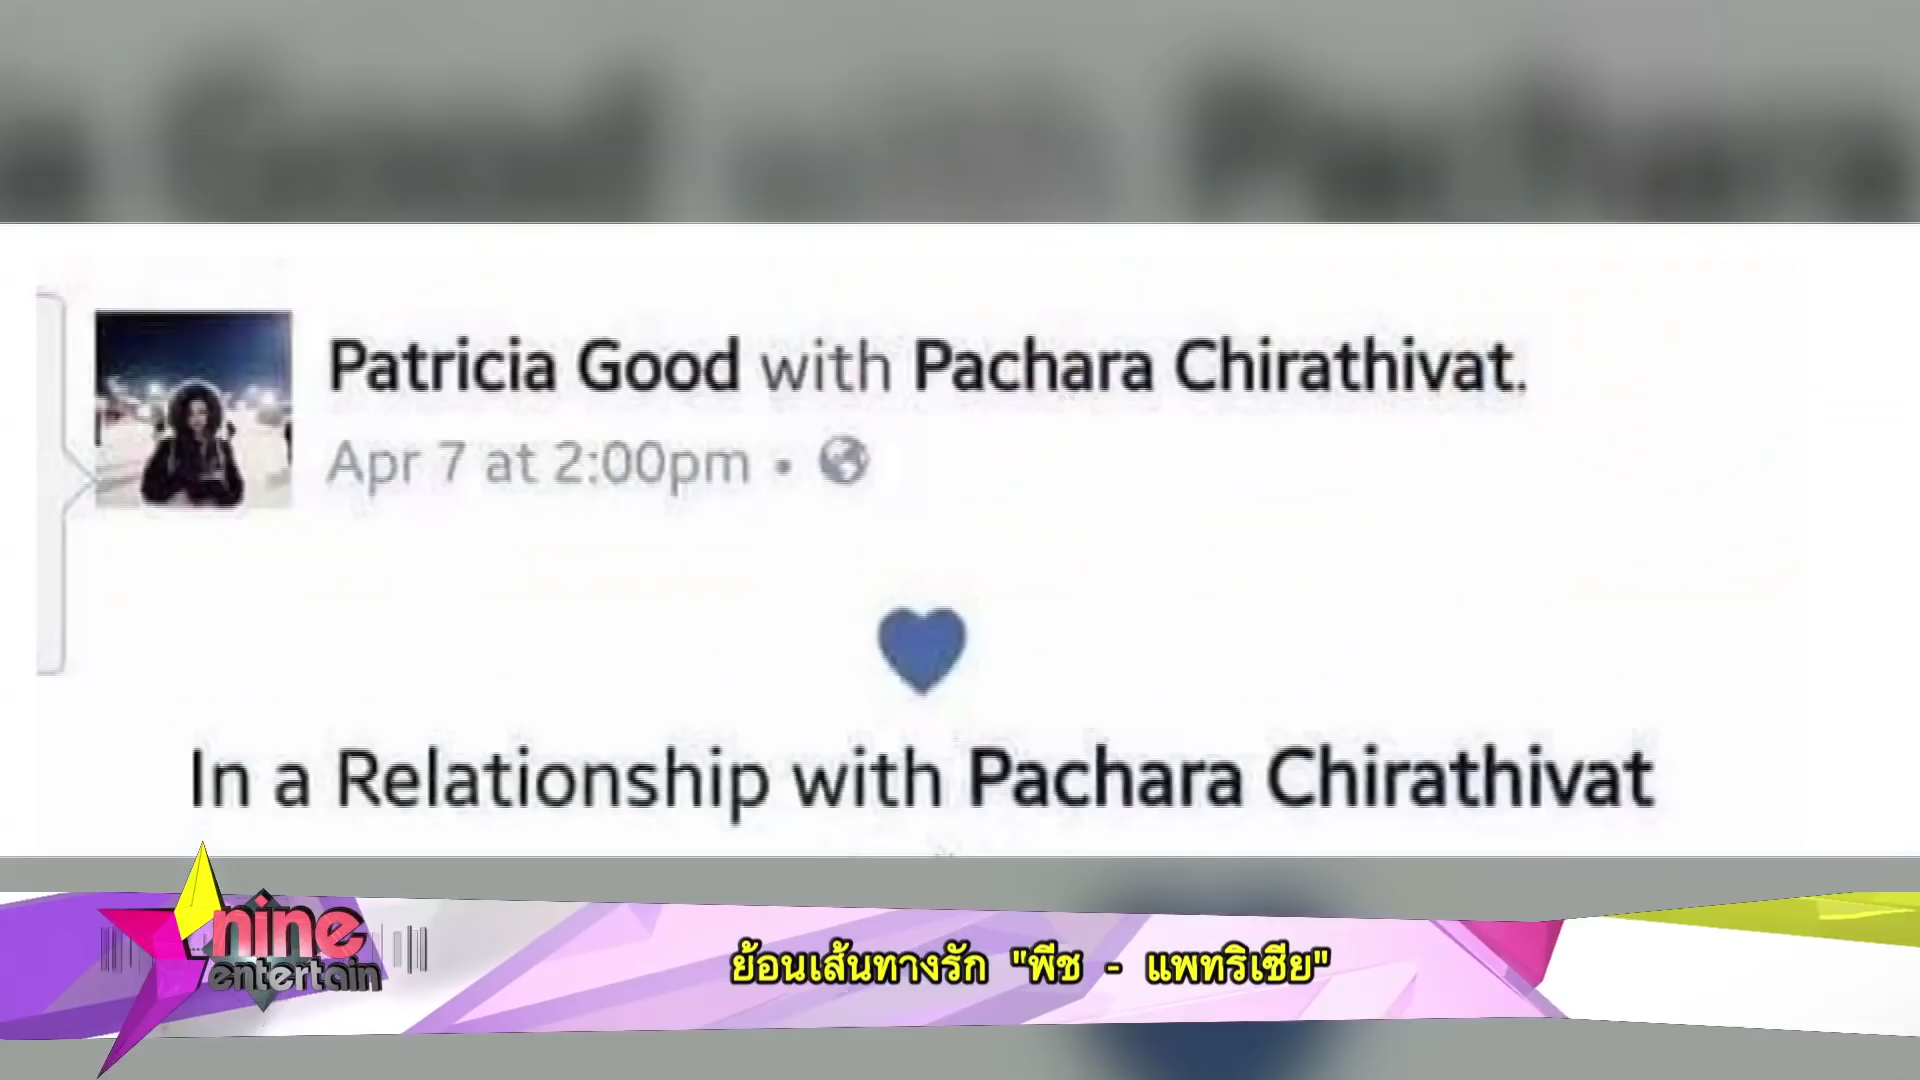 Patricia Good with Pachara Chirathivat.
Apr 7 at 2:00pm •
In a Relationship with Pachara Chirathivat
nine
entertain
ย้อนเส้นทางรัก "พีช - แพทริเซีย"